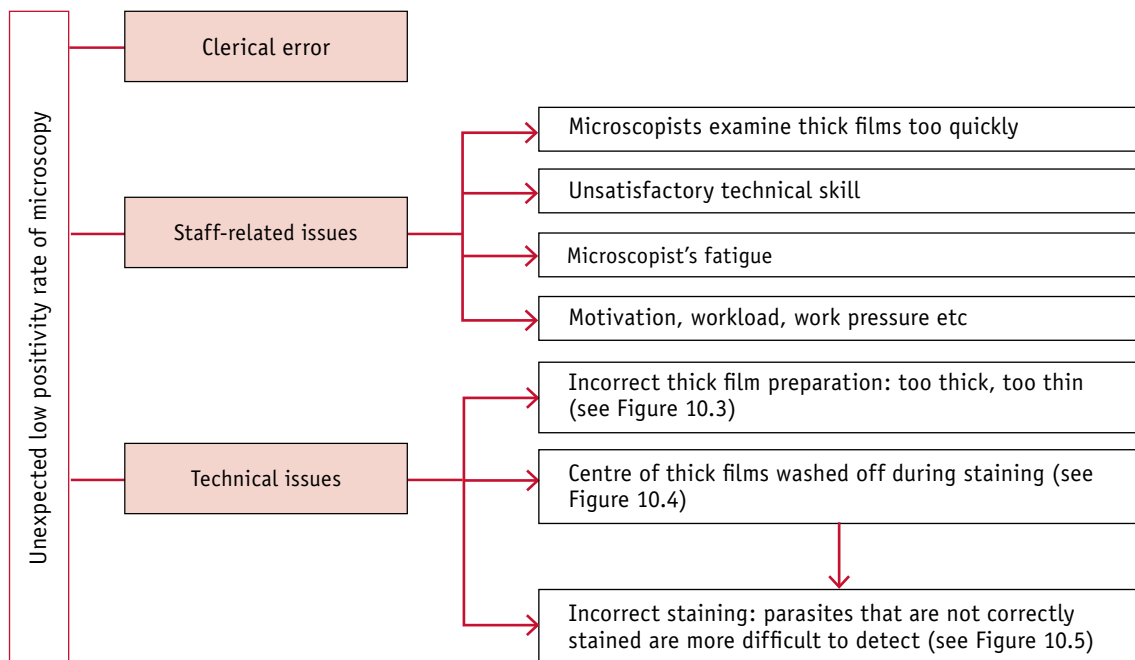 Unexpected low positivity rate of microscopy
Clerical error
Staff-related issues
Microscopists examine thick films too quickly
Unsatisfactory technical skill
Microscopist's fatigue
Motivation, workload, work pressure etc
Technical issues
Incorrect thick film preparation: too thick, too thin
(see Figure 10.3)
Centre of thick films washed off during staining (see
Figure 10.4)
Incorrect staining: parasites that are not correctly
stained are more difficult to detect (see Figure 10.5)